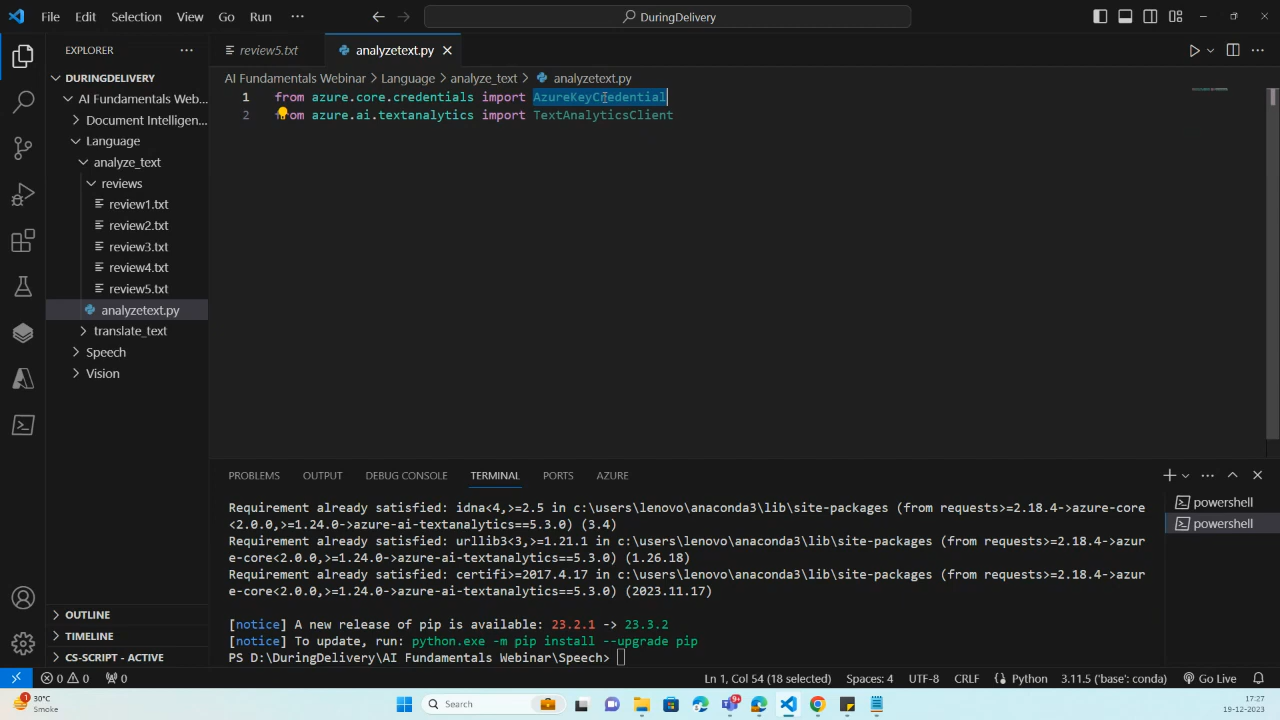 File Edit Selection View Go Run ··· DuringDelivery
EXPLORER ···
DURINGDELIVERY
AI Fundamentals Web...
Document Intelligen...
Language
analyze_text
reviews
review1.txt
review2.txt
review3.txt
review4.txt
review5.txt
analyzetext.py
translate_text
Speech
Vision
OUTLINE
TIMELINE
CS-SCRIPT - ACTIVE
review5.txt analyzetext.py
AI Fundamentals Webinar > Language > analyze_text > analyzetext.py
1 from azure.core.credentials import AzureKeyCredential
2 from azure.ai.textanalytics import TextAnalyticsClient
PROBLEMS OUTPUT DEBUG CONSOLE TERMINAL PORTS AZURE
Requirement already satisfied: idna<4,>=2.5 in c:\users\lenovo\anaconda3\lib\site-packages (from requests>=2.18.4->azure-core
<2.0.0,>=1.24.0->azure-ai-textanalytics==5.3.0) (3.4)
Requirement already satisfied: urllib3<3,>=1.21.1 in c:\users\lenovo\anaconda3\lib\site-packages (from requests>=2.18.4->azur
e-core<2.0.0,>=1.24.0->azure-ai-textanalytics==5.3.0) (1.26.18)
Requirement already satisfied: certifi>=2017.4.17 in c:\users\lenovo\anaconda3\lib\site-packages (from requests>=2.18.4->azur
e-core<2.0.0,>=1.24.0->azure-ai-textanalytics==5.3.0) (2023.11.17)
[notice] A new release of pip is available: 23.2.1 -> 23.3.2
[notice] To update, run: python.exe -m pip install --upgrade pip
PS D:\DuringDelivery\AI Fundamentals Webinar\Speech>
powershell
powershell
0 0 0 Ln 1, Col 54 (18 selected) Spaces: 4 UTF-8 CRLF Python 3.11.5 ('base': conda) Go Live
30°C
Smoke
Search
17:27
19-12-2023